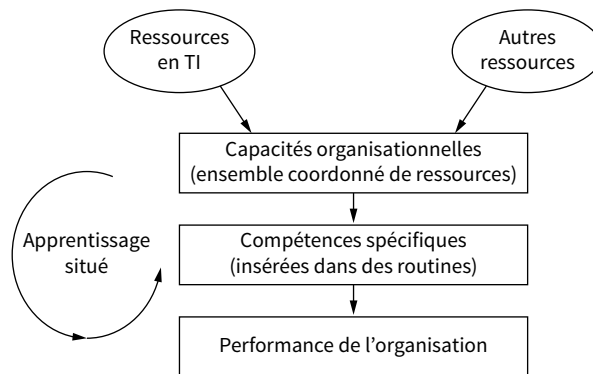 Ressources
en TI
Autres
ressources
Capacités organisationnelles
(ensemble coordonné de ressources)
Apprentissage
situé
Compétences spécifiques
(insérées dans des routines)
Performance de l’organisation